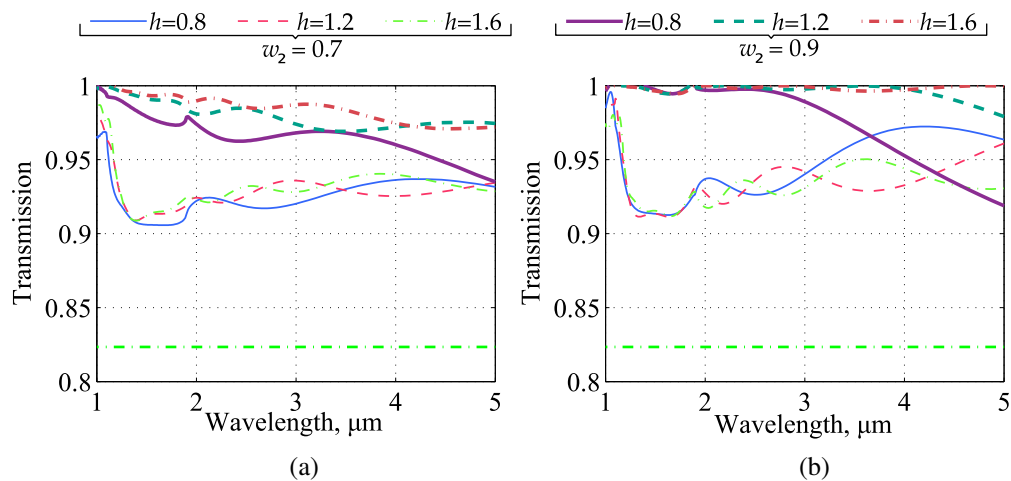 h=0.8 h=1.2 h=1.6
w₂ = 0.7
1
0.95
0.9
0.85
0.8
Transmission
1 2 3 4 5
Wavelength, μm
(a)
h=0.8 h=1.2 h=1.6
w₂ = 0.9
1
0.95
0.9
0.85
0.8
Transmission
1 2 3 4 5
Wavelength, μm
(b)